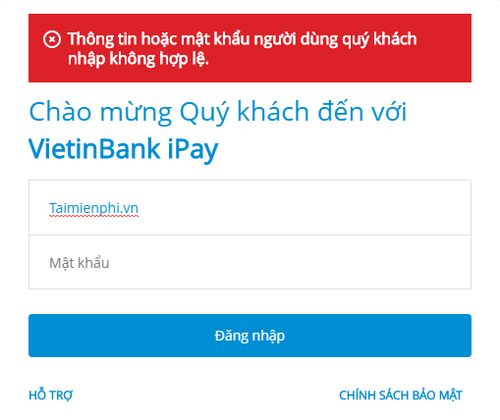 Thông tin hoặc mật khẩu người dùng quý khách
nhập không hợp lệ.
Chào mừng Quý khách đến với
VietinBank iPay
Taimienphi.vn
Mật khẩu
Đăng nhập
HỖ TRỢ CHÍNH SÁCH BẢO MẬT